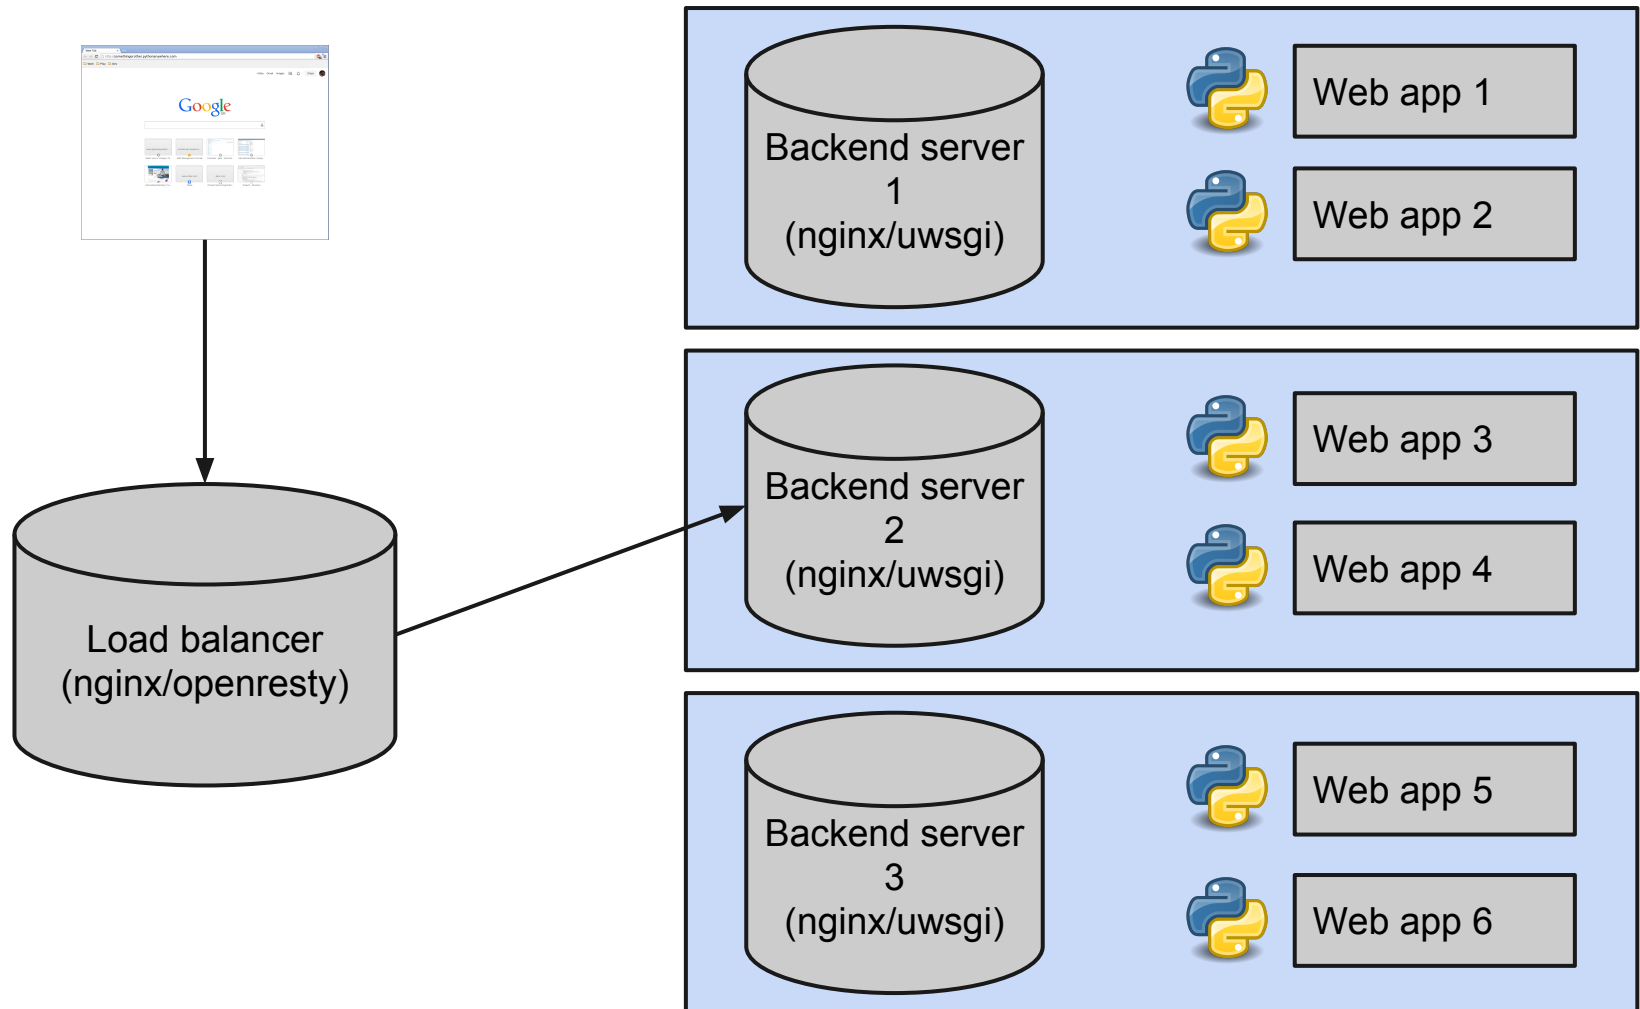 Google
Load balancer
(nginx/openresty)
Backend server
1
(nginx/uwsgi)
Web app 1
Web app 2
Backend server
2
(nginx/uwsgi)
Web app 3
Web app 4
Backend server
3
(nginx/uwsgi)
Web app 5
Web app 6